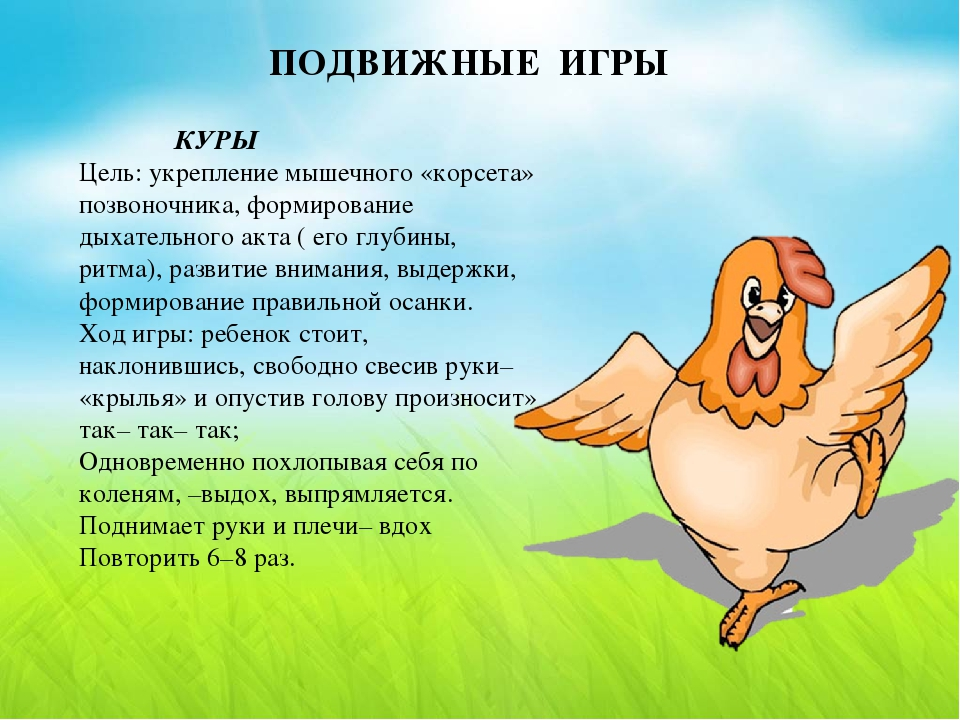 ПОДВИЖНЫЕ ИГРЫ
КУРЫ
Цель: укрепление мышечного «корсета»
позвоночника, формирование
дыхательного акта ( его глубины,
ритма), развитие внимания, выдержки,
формирование правильной осанки.
Ход игры: ребенок стоит,
наклонившись, свободно свесив руки–
«крылья» и опустив голову произносит»
так– так– так;
Одновременно похлопывая себя по
коленям, –выдох, выпрямляется.
Поднимает руки и плечи– вдох
Повторить 6–8 раз.